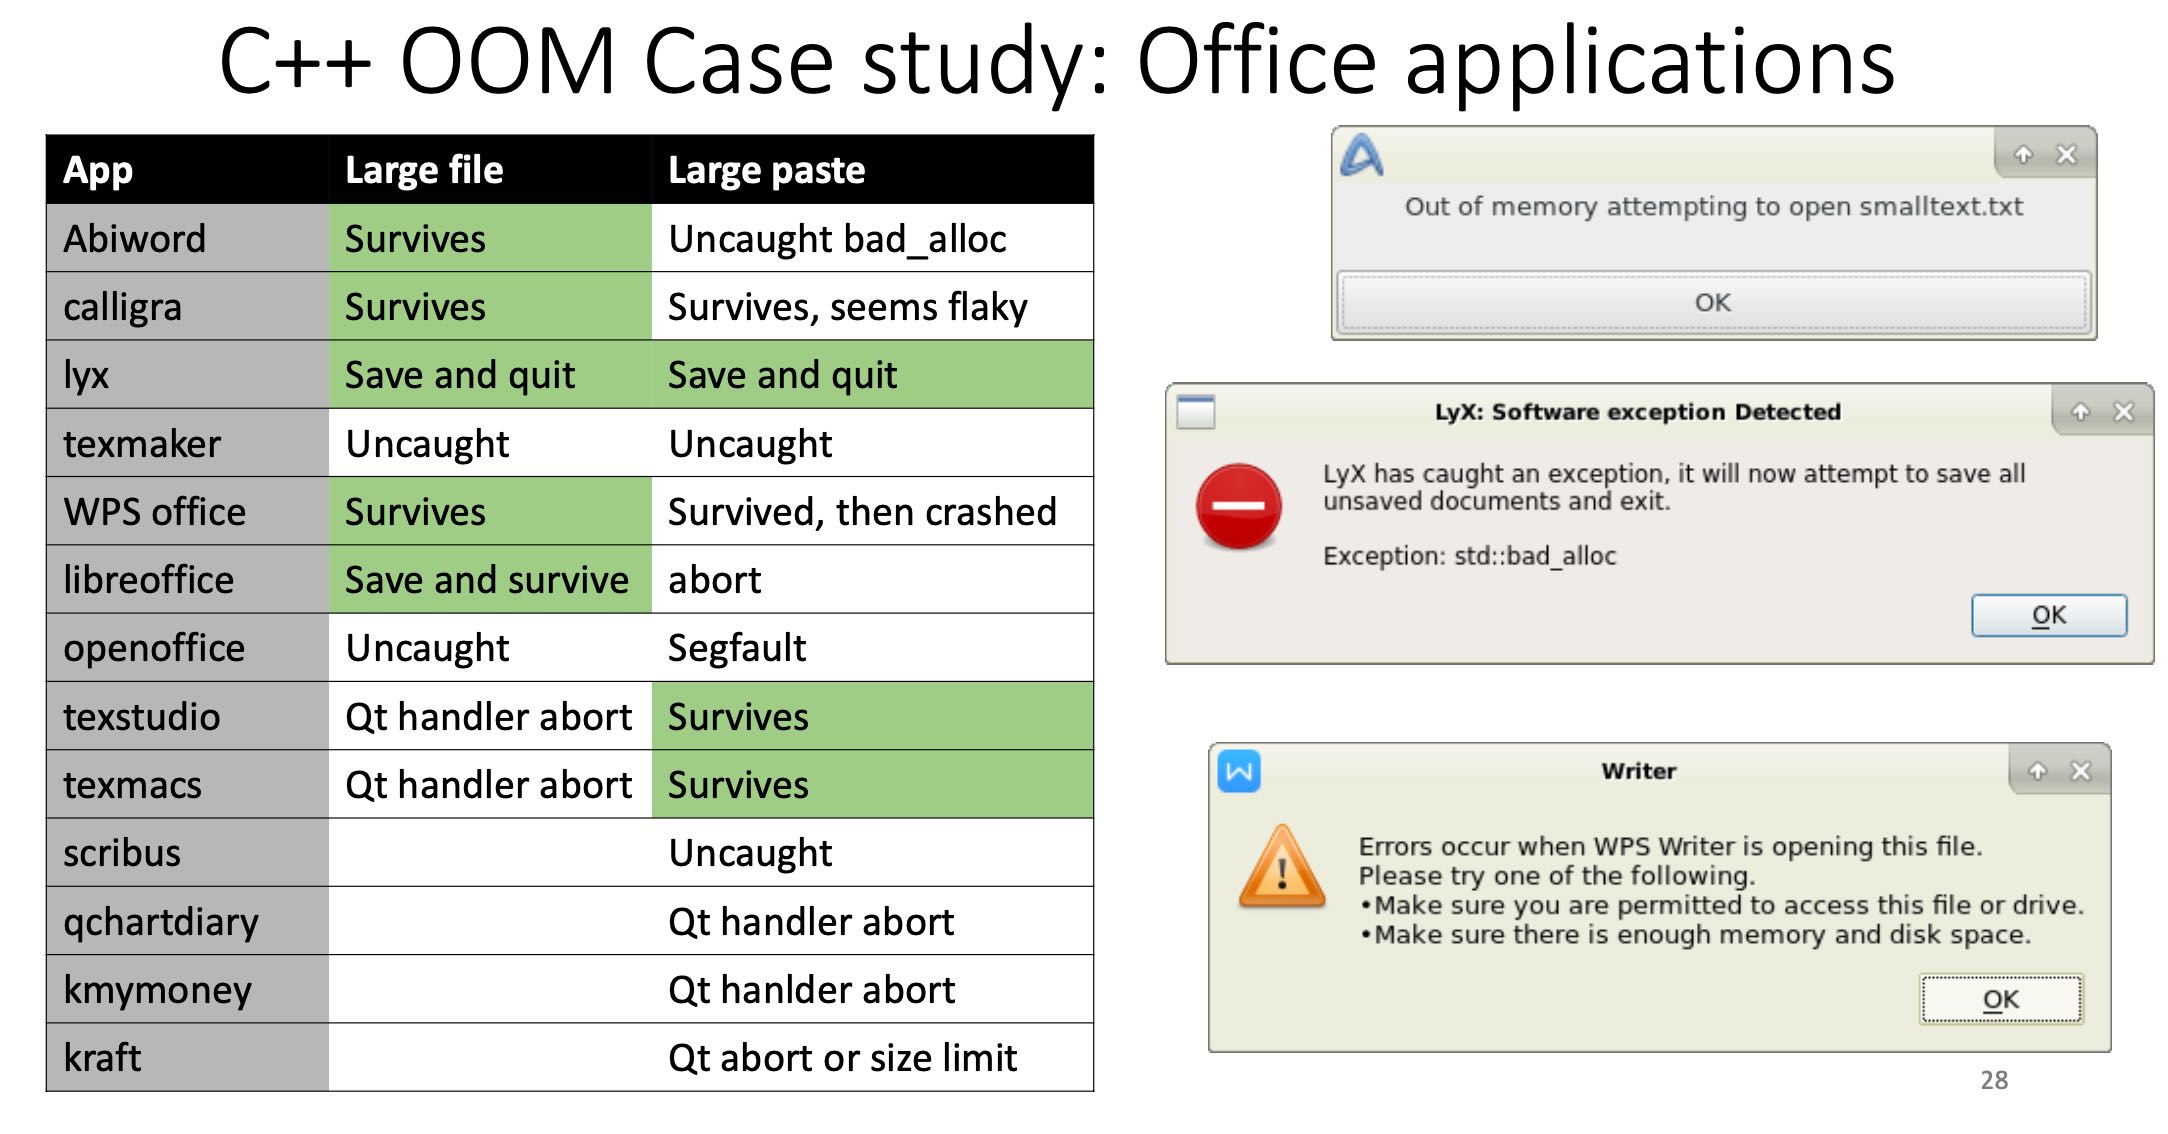 C++ OOM Case study: Office applications
App Large file Large paste
Abiword Survives Uncaught bad_alloc
calligra Survives Survives, seems flaky
lyx Save and quit Save and quit
texmaker Uncaught Uncaught
WPS office Survives Survived, then crashed
libreoffice Save and survive abort
openoffice Uncaught Segfault
texstudio Qt handler abort Survives
texmacs Qt handler abort Survives
scribus Uncaught
qchartdiary Qt handler abort
kmymoney Qt hanlder abort
kraft Qt abort or size limit
Out of memory attempting to open smalltext.txt
OK
LyX: Software exception Detected
LyX has caught an exception, it will now attempt to save all
unsaved documents and exit.
Exception: std::bad_alloc
OK
Writer
Errors occur when WPS Writer is opening this file.
Please try one of the following.
•Make sure you are permitted to access this file or drive.
•Make sure there is enough memory and disk space.
OK
28